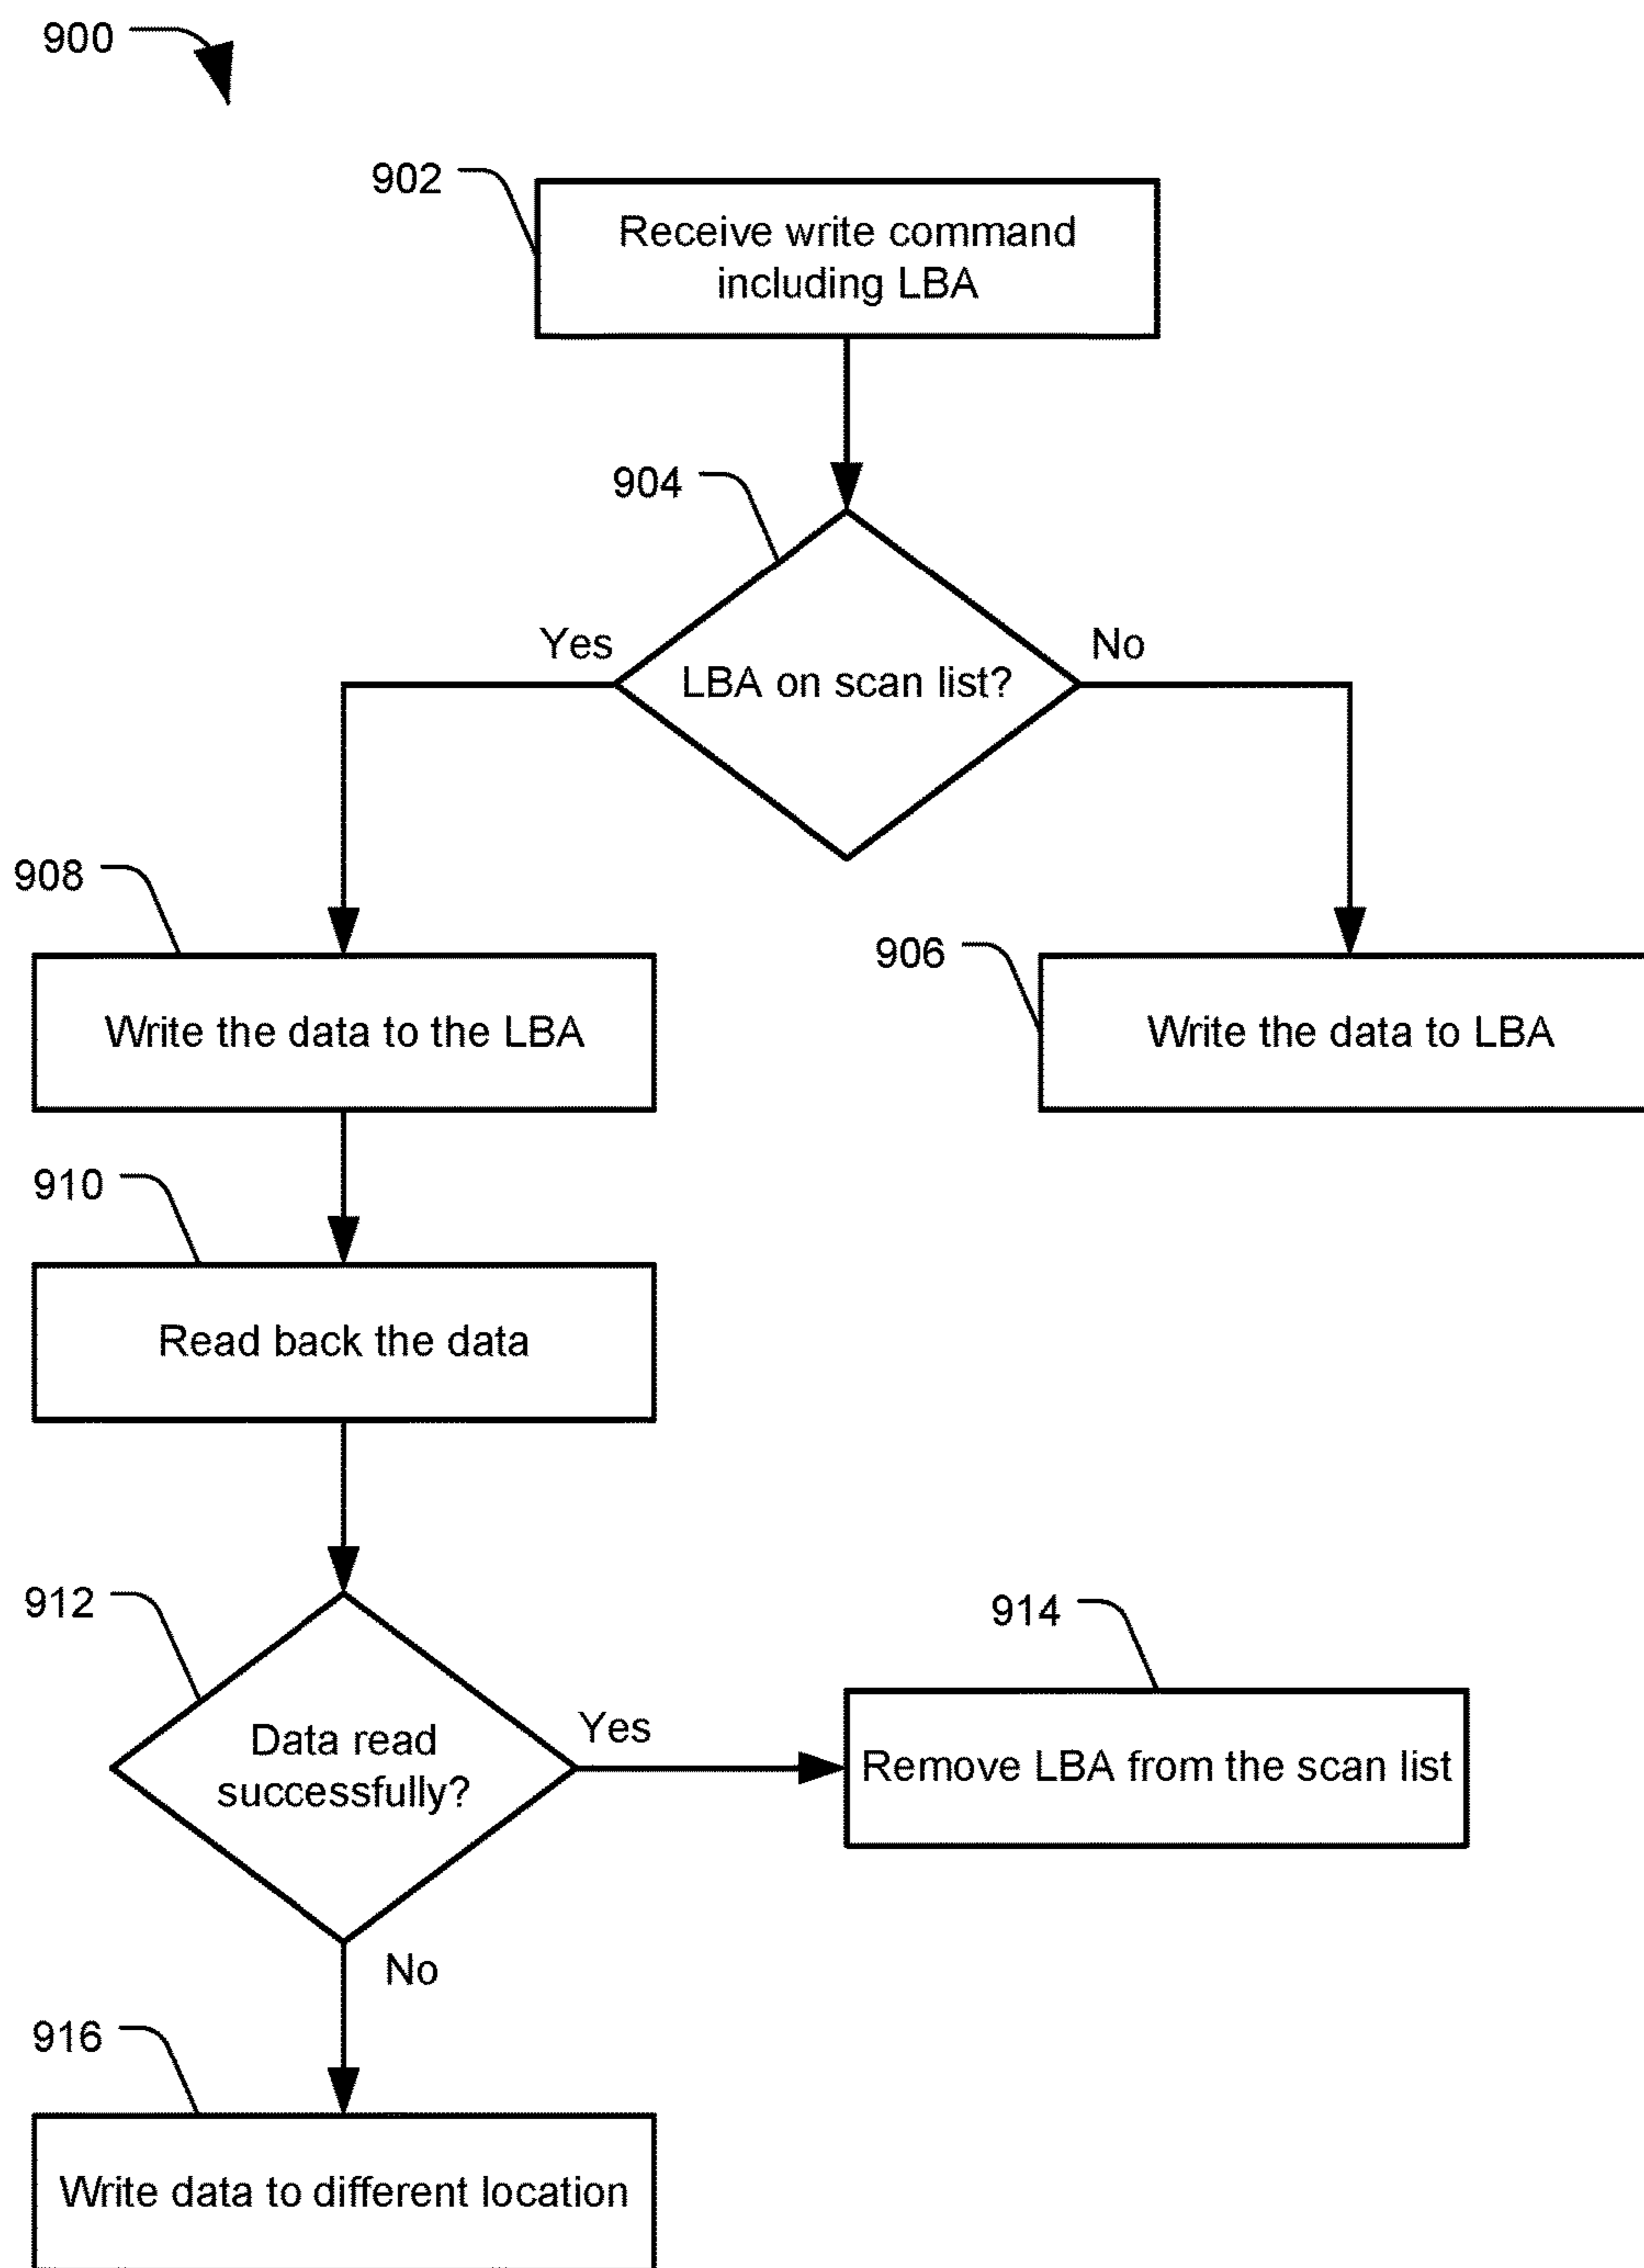 900
902
Receive write command
including LBA
904
Yes
No
LBA on scan list?
908
906
Write the data to the LBA
Write the data to LBA
910
Read back the data
912
914
Data read
successfully?
Yes
Remove LBA from the scan list
No
916
Write data to different location